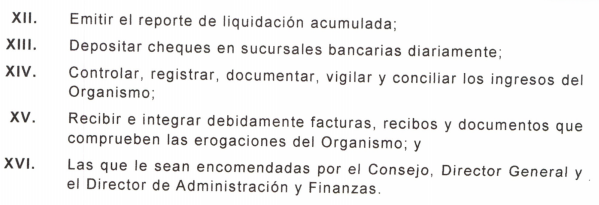 XII. Emitir el reporte de liquidación acumulada;
XIII. Depositar cheques en sucursales bancarias diariamente;
XIV. Controlar, registrar, documentar, vigilar y conciliar los ingresos del
Organismo;
XV. Recibir e integrar debidamente facturas, recibos y documentos que
comprueben las erogaciones del Organismo; y
XVI. Las que le sean encomendadas por el Consejo, Director General y
el Director de Administración y Finanzas.